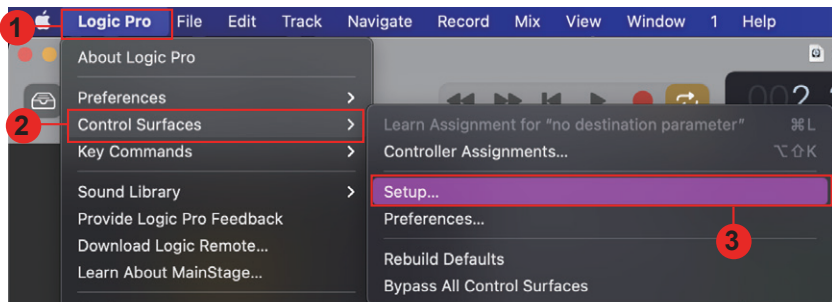 1
Logic Pro File Edit Track Navigate Record Mix View Window 1 Help
About Logic Pro
Preferences
2
Control Surfaces
Key Commands
Sound Library
Provide Logic Pro Feedback
Download Logic Remote...
Learn About MainStage...
002
Learn Assignment for "no destination parameter" ⌘L
Controller Assignments... ⌥⇧K
Setup...
Preferences...
3
Rebuild Defaults
Bypass All Control Surfaces